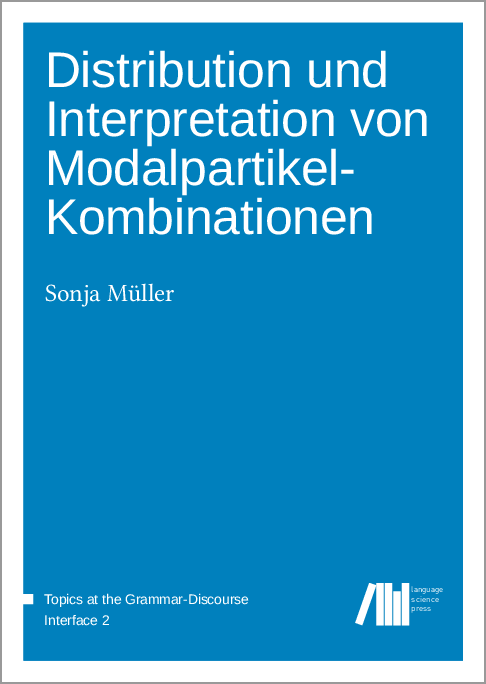 Distribution und
Interpretation von
Modalpartikel-
Kombinationen
Sonja Müller
Topics at the Grammar-Discourse
Interface 2
language
science
press